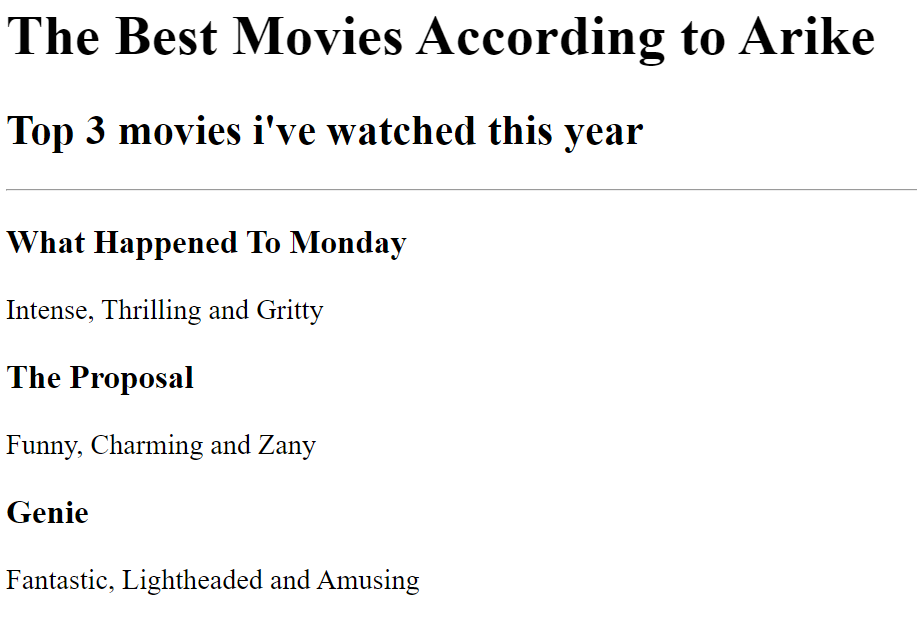 The Best Movies According to Arike
Top 3 movies i've watched this year
What Happened To Monday
Intense, Thrilling and Gritty
The Proposal
Funny, Charming and Zany
Genie
Fantastic, Lightheaded and Amusing